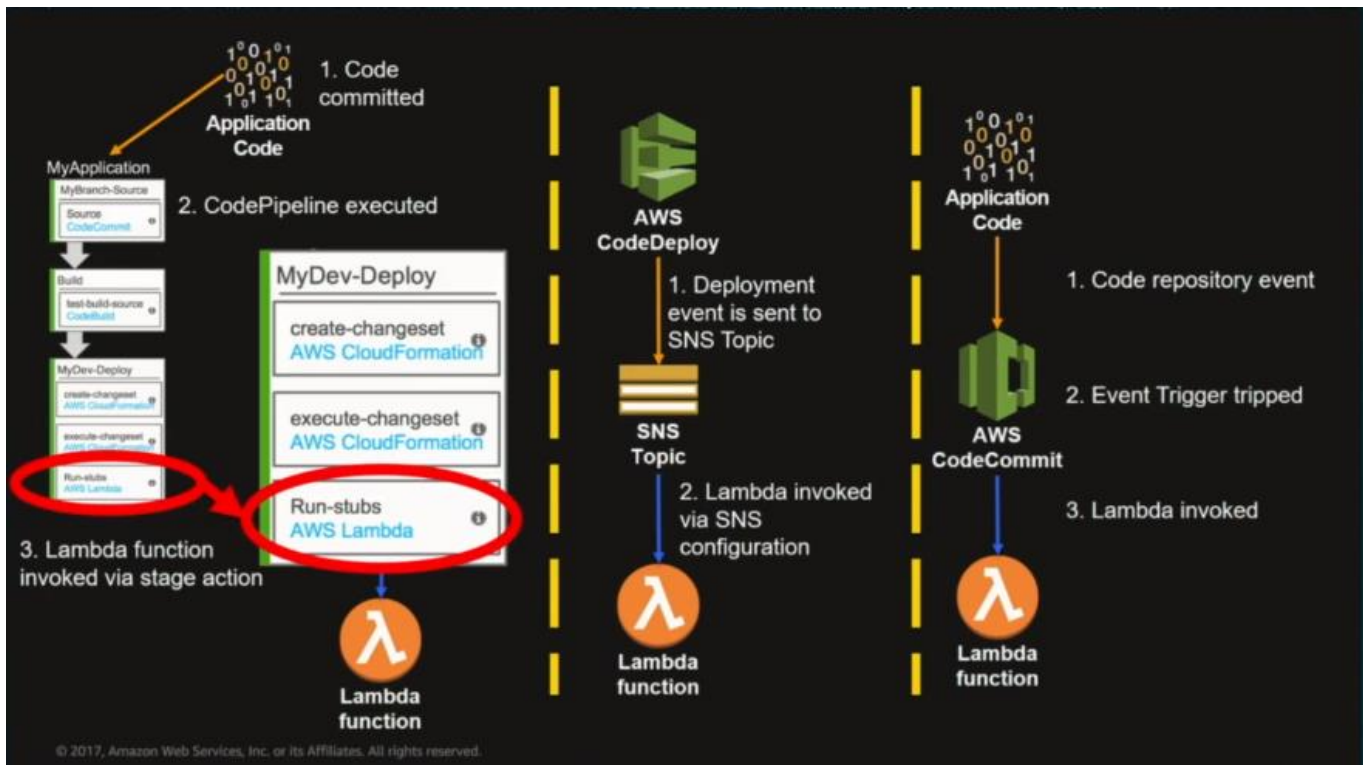 1. Code
committed
Application
Code
MyApplication
MyBranch-Source
Source
CodeCommit
2. CodePipeline executed
Build
test-build-source
CodeBuild
MyDev-Deploy
create-changeset
AWS CloudFormation
execute-changeset
AWS CloudFormation
Run-stubs
AWS Lambda
MyDev-Deploy
create-changeset
AWS CloudFormation
execute-changeset
AWS CloudFormation
Run-stubs
AWS Lambda
3. Lambda function
invoked via stage action
λ
Lambda
function
AWS
CodeDeploy
1. Deployment
event is sent to
SNS Topic
SNS
Topic
2. Lambda invoked
via SNS
configuration
λ
Lambda
function
Application
Code
1. Code repository event
2. Event Trigger tripped
AWS
CodeCommit
3. Lambda invoked
λ
Lambda
function
© 2017, Amazon Web Services, Inc. or its Affiliates. All rights reserved.